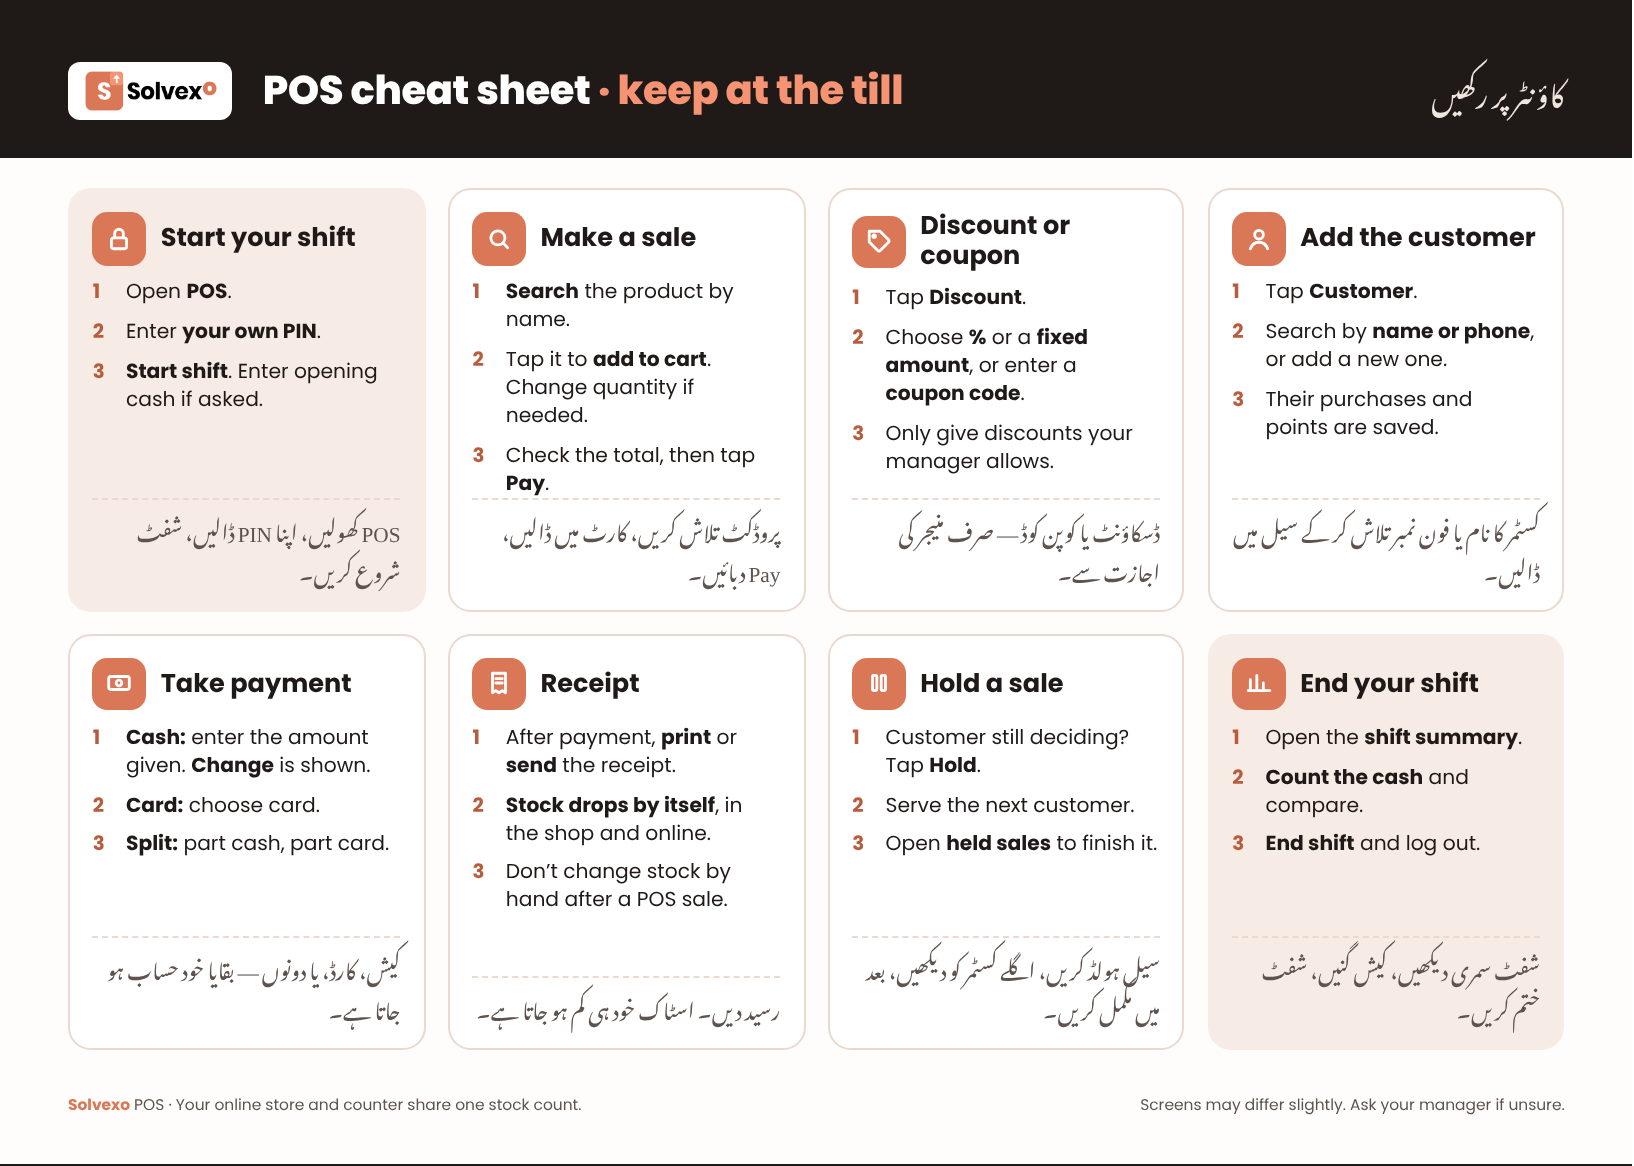 S Solvexo
POS cheat sheet · keep at the till
کاؤنٹر پر رکھیں
Start your shift
1 Open POS.
2 Enter your own PIN.
3 Start shift. Enter opening
cash if asked.
POS کھولیں، اپنا PIN ڈالیں، شفٹ
شروع کریں۔
Make a sale
1 Search the product by
name.
2 Tap it to add to cart.
Change quantity if
needed.
3 Check the total, then tap
Pay.
پروڈکٹ تلاش کریں، کارٹ میں ڈالیں،
Pay دبائیں۔
Discount or
coupon
1 Tap Discount.
2 Choose % or a fixed
amount, or enter a
coupon code.
3 Only give discounts your
manager allows.
ڈسکاؤنٹ یا کوپن کوڈ — صرف منیجر کی
اجازت سے۔
Add the customer
1 Tap Customer.
2 Search by name or phone,
or add a new one.
3 Their purchases and
points are saved.
کسٹمر کا نام یا فون نمبر تلاش کر کے سیل میں
ڈالیں۔
Take payment
1 Cash: enter the amount
given. Change is shown.
2 Card: choose card.
3 Split: part cash, part card.
کیش، کارڈ، یا دونوں — بقایا خود حساب ہو
جاتا ہے۔
Receipt
1 After payment, print or
send the receipt.
2 Stock drops by itself, in
the shop and online.
3 Don’t change stock by
hand after a POS sale.
رسید دیں۔ اسٹاک خود ہی کم ہو جاتا ہے۔
Hold a sale
1 Customer still deciding?
Tap Hold.
2 Serve the next customer.
3 Open held sales to finish it.
سیل ہولڈ کریں، اگلے کسٹمر کو دیکھیں، بعد
میں مکمل کریں۔
End your shift
1 Open the shift summary.
2 Count the cash and
compare.
3 End shift and log out.
شفٹ سمری دیکھیں، کیش گنیں، شفٹ
ختم کریں۔
Solvexo POS · Your online store and counter share one stock count.
Screens may differ slightly. Ask your manager if unsure.